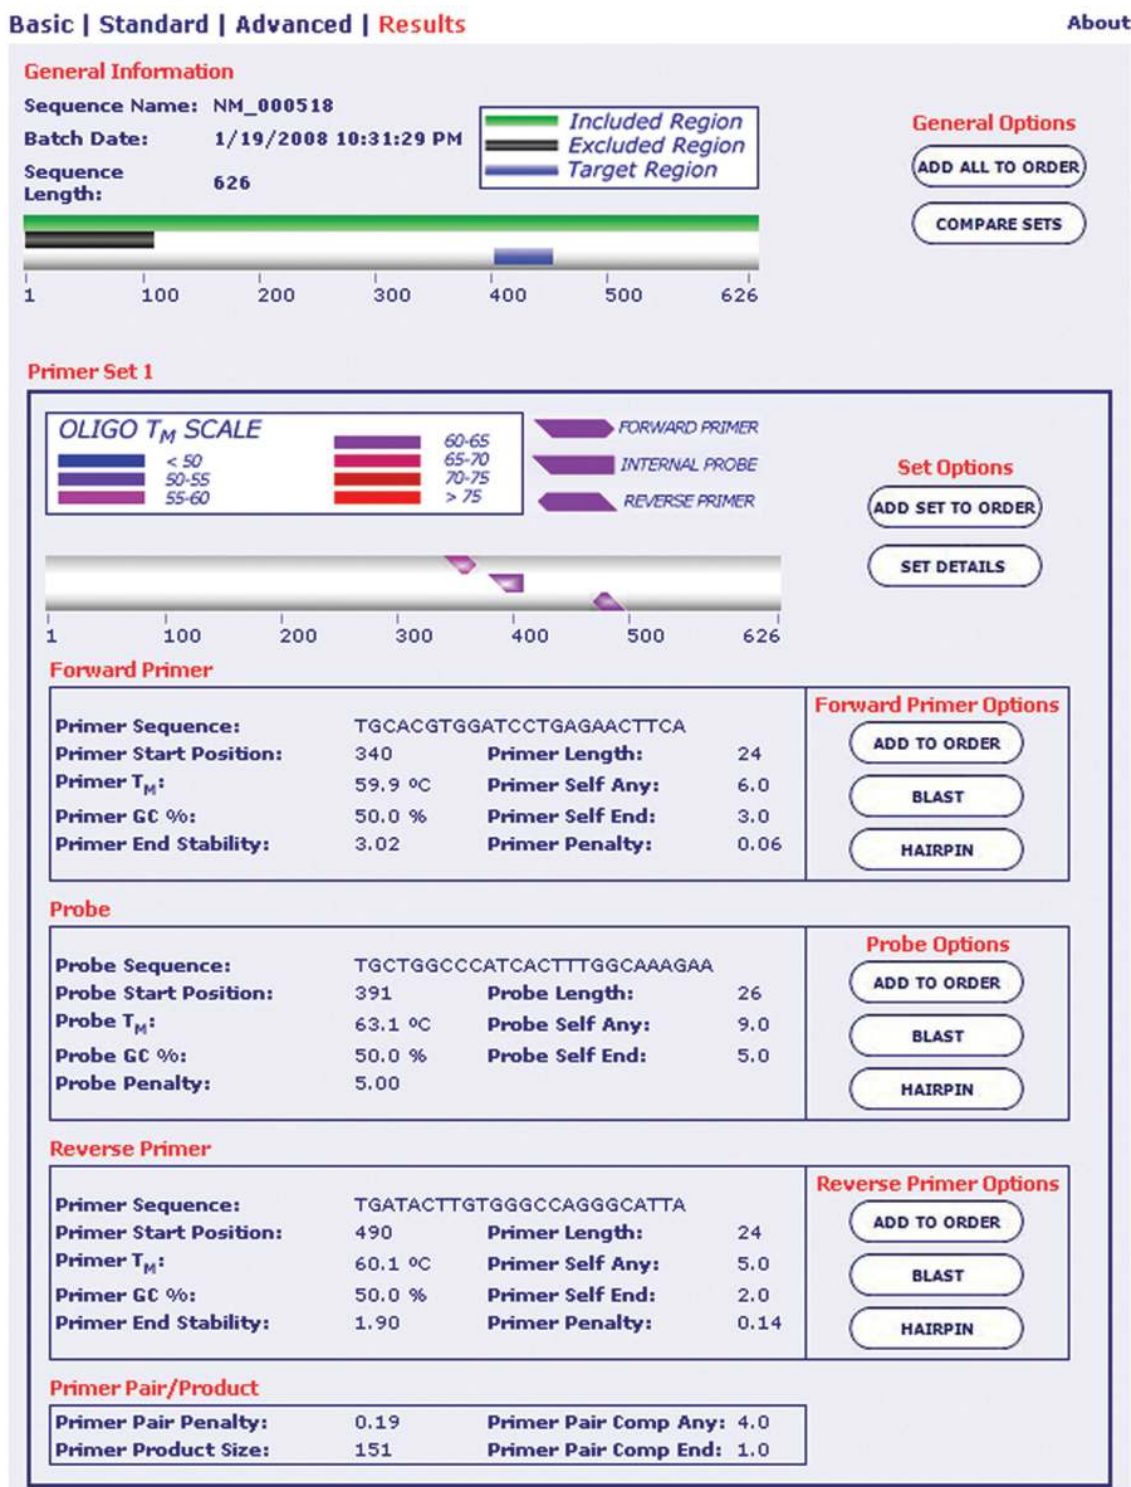 Basic | Standard | Advanced | Results
About
General Information
Sequence Name: NM_000518
Batch Date: 1/19/2008 10:31:29 PM
Sequence Length: 626
Included Region
Excluded Region
Target Region
General Options
ADD ALL TO ORDER
COMPARE SETS
1 100 200 300 400 500 626
Primer Set 1
OLIGO TM SCALE
< 50
50-55
55-60
60-65
65-70
70-75
> 75
FORWARD PRIMER
INTERNAL PROBE
REVERSE PRIMER
Set Options
ADD SET TO ORDER
SET DETAILS
1 100 200 300 400 500 626
Forward Primer
Primer Sequence: TGCACGTGGATCCTGAGAACTTCA
Primer Start Position: 340 Primer Length: 24
Primer TM: 59.9 ºC Primer Self Any: 6.0
Primer GC %: 50.0 % Primer Self End: 3.0
Primer End Stability: 3.02 Primer Penalty: 0.06
Forward Primer Options
ADD TO ORDER
BLAST
HAIRPIN
Probe
Probe Sequence: TGCTGGCCCATCACTTTGGCAAAGAA
Probe Start Position: 391 Probe Length: 26
Probe TM: 63.1 ºC Probe Self Any: 9.0
Probe GC %: 50.0 % Probe Self End: 5.0
Probe Penalty: 5.00
Probe Options
ADD TO ORDER
BLAST
HAIRPIN
Reverse Primer
Primer Sequence: TGATACTTGTGGGCCAGGGCATTA
Primer Start Position: 490 Primer Length: 24
Primer TM: 60.1 ºC Primer Self Any: 5.0
Primer GC %: 50.0 % Primer Self End: 2.0
Primer End Stability: 1.90 Primer Penalty: 0.14
Reverse Primer Options
ADD TO ORDER
BLAST
HAIRPIN
Primer Pair/Product
Primer Pair Penalty: 0.19 Primer Pair Comp Any: 4.0
Primer Product Size: 151 Primer Pair Comp End: 1.0